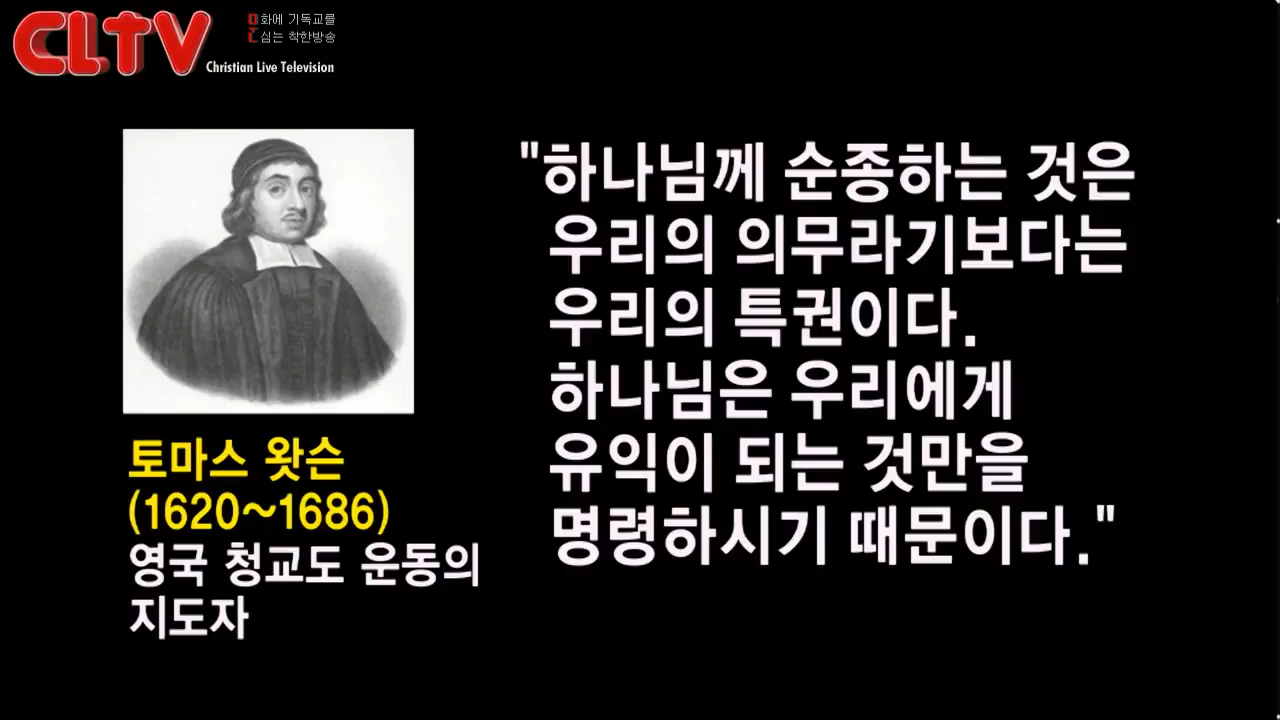 CLTV
문화에 기독교를
심는 착한방송
Christian Live Television
"하나님께 순종하는 것은
우리의 의무라기보다는
우리의 특권이다.
하나님은 우리에게
유익이 되는 것만을
명령하시기 때문이다."
토마스 왓슨
(1620~1686)
영국 청교도 운동의
지도자